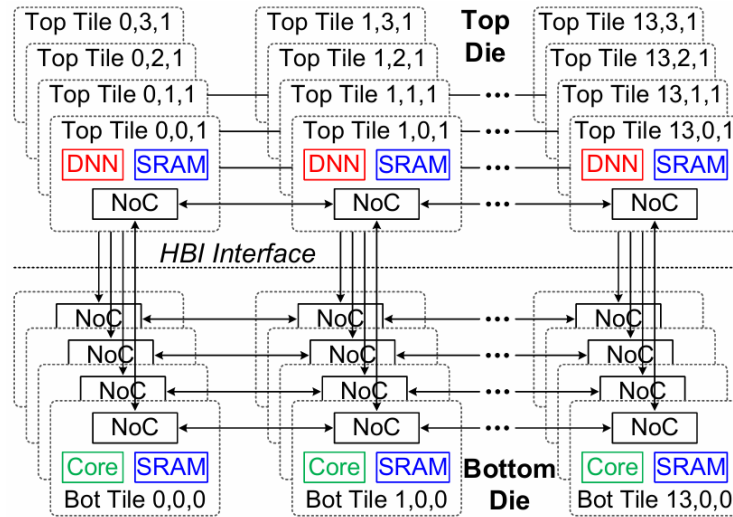 Top Tile 0,3,1 Top Tile 1,3,1 Top Die Top Tile 13,3,1
Top Tile 0,2,1 Top Tile 1,2,1 Top Tile 13,2,1
Top Tile 0,1,1 Top Tile 1,1,1 ••• Top Tile 13,1,1
Top Tile 0,0,1 Top Tile 1,0,1 ••• Top Tile 13,0,1
DNN SRAM DNN SRAM ••• DNN SRAM
NoC NoC ••• NoC
HBI Interface
NoC NoC ••• NoC
NoC NoC ••• NoC
NoC NoC ••• NoC
NoC NoC ••• NoC
Core SRAM Core SRAM Bottom Die Core SRAM
Bot Tile 0,0,0 Bot Tile 1,0,0 Bot Tile 13,0,0